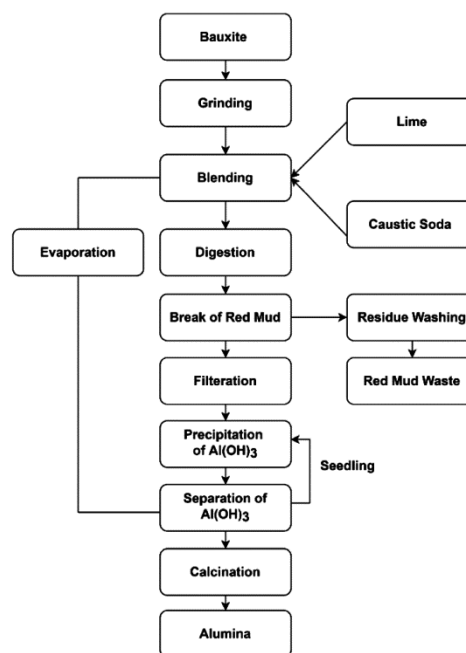 Bauxite
Grinding
Lime
Blending
Caustic Soda
Evaporation
Digestion
Break of Red Mud
Residue Washing
Filteration
Red Mud Waste
Precipitation
of Al(OH)3
Seedling
Separation of
Al(OH)3
Calcination
Alumina